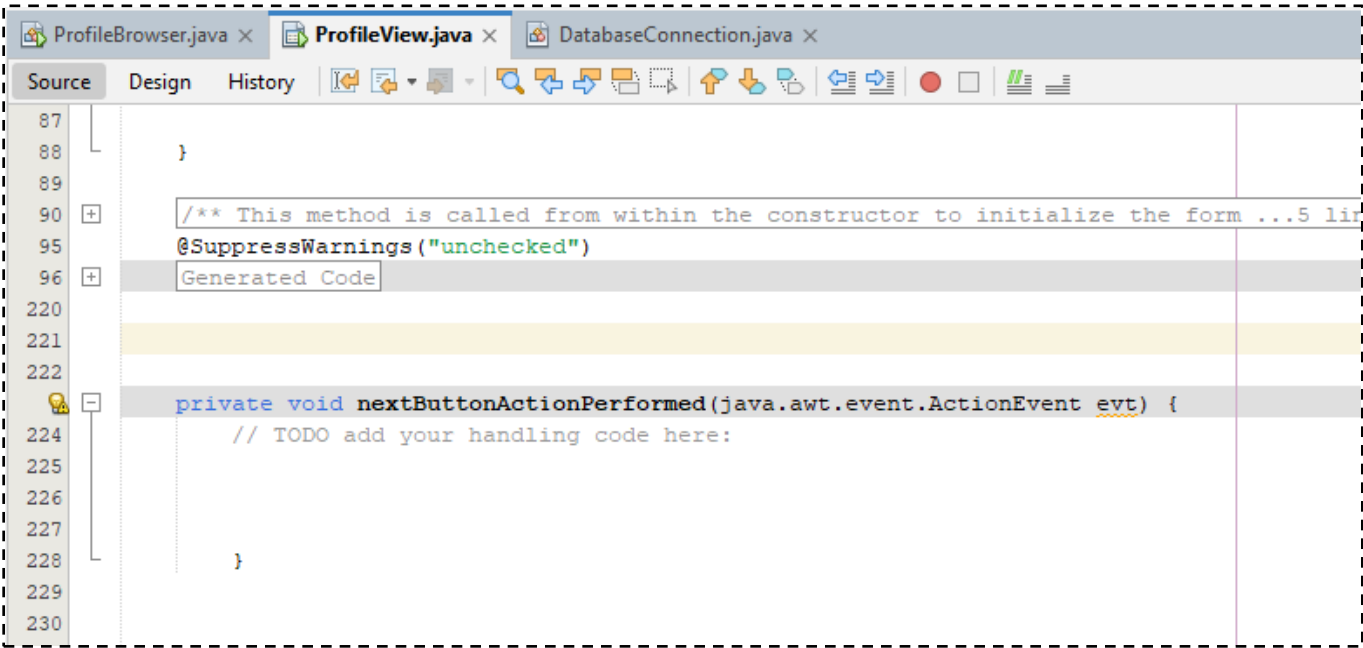 ProfileBrowser.java × ProfileView.java × DatabaseConnection.java ×
Source Design History
87
88 }
89
90 /** This method is called from within the constructor to initialize the form ...5 lin
95 @SuppressWarnings("unchecked")
96 Generated Code
220
221
222
private void nextButtonActionPerformed(java.awt.event.ActionEvent evt) {
224 // TODO add your handling code here:
225
226
227
228 }
229
230